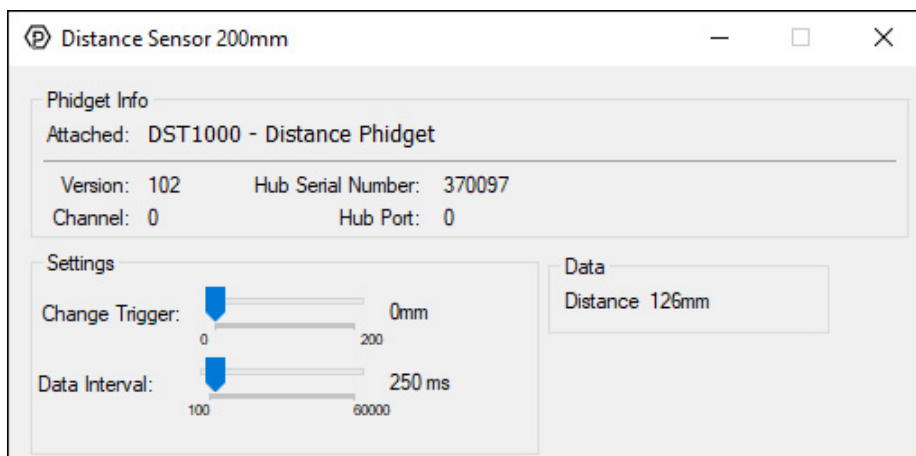 Distance Sensor 200mm
Phidget Info
Attached: DST1000 - Distance Phidget
Version: 102 Hub Serial Number: 370097
Channel: 0 Hub Port: 0
Settings
Change Trigger: 0mm
0 200
Data Interval: 250 ms
100 60000
Data
Distance 126mm